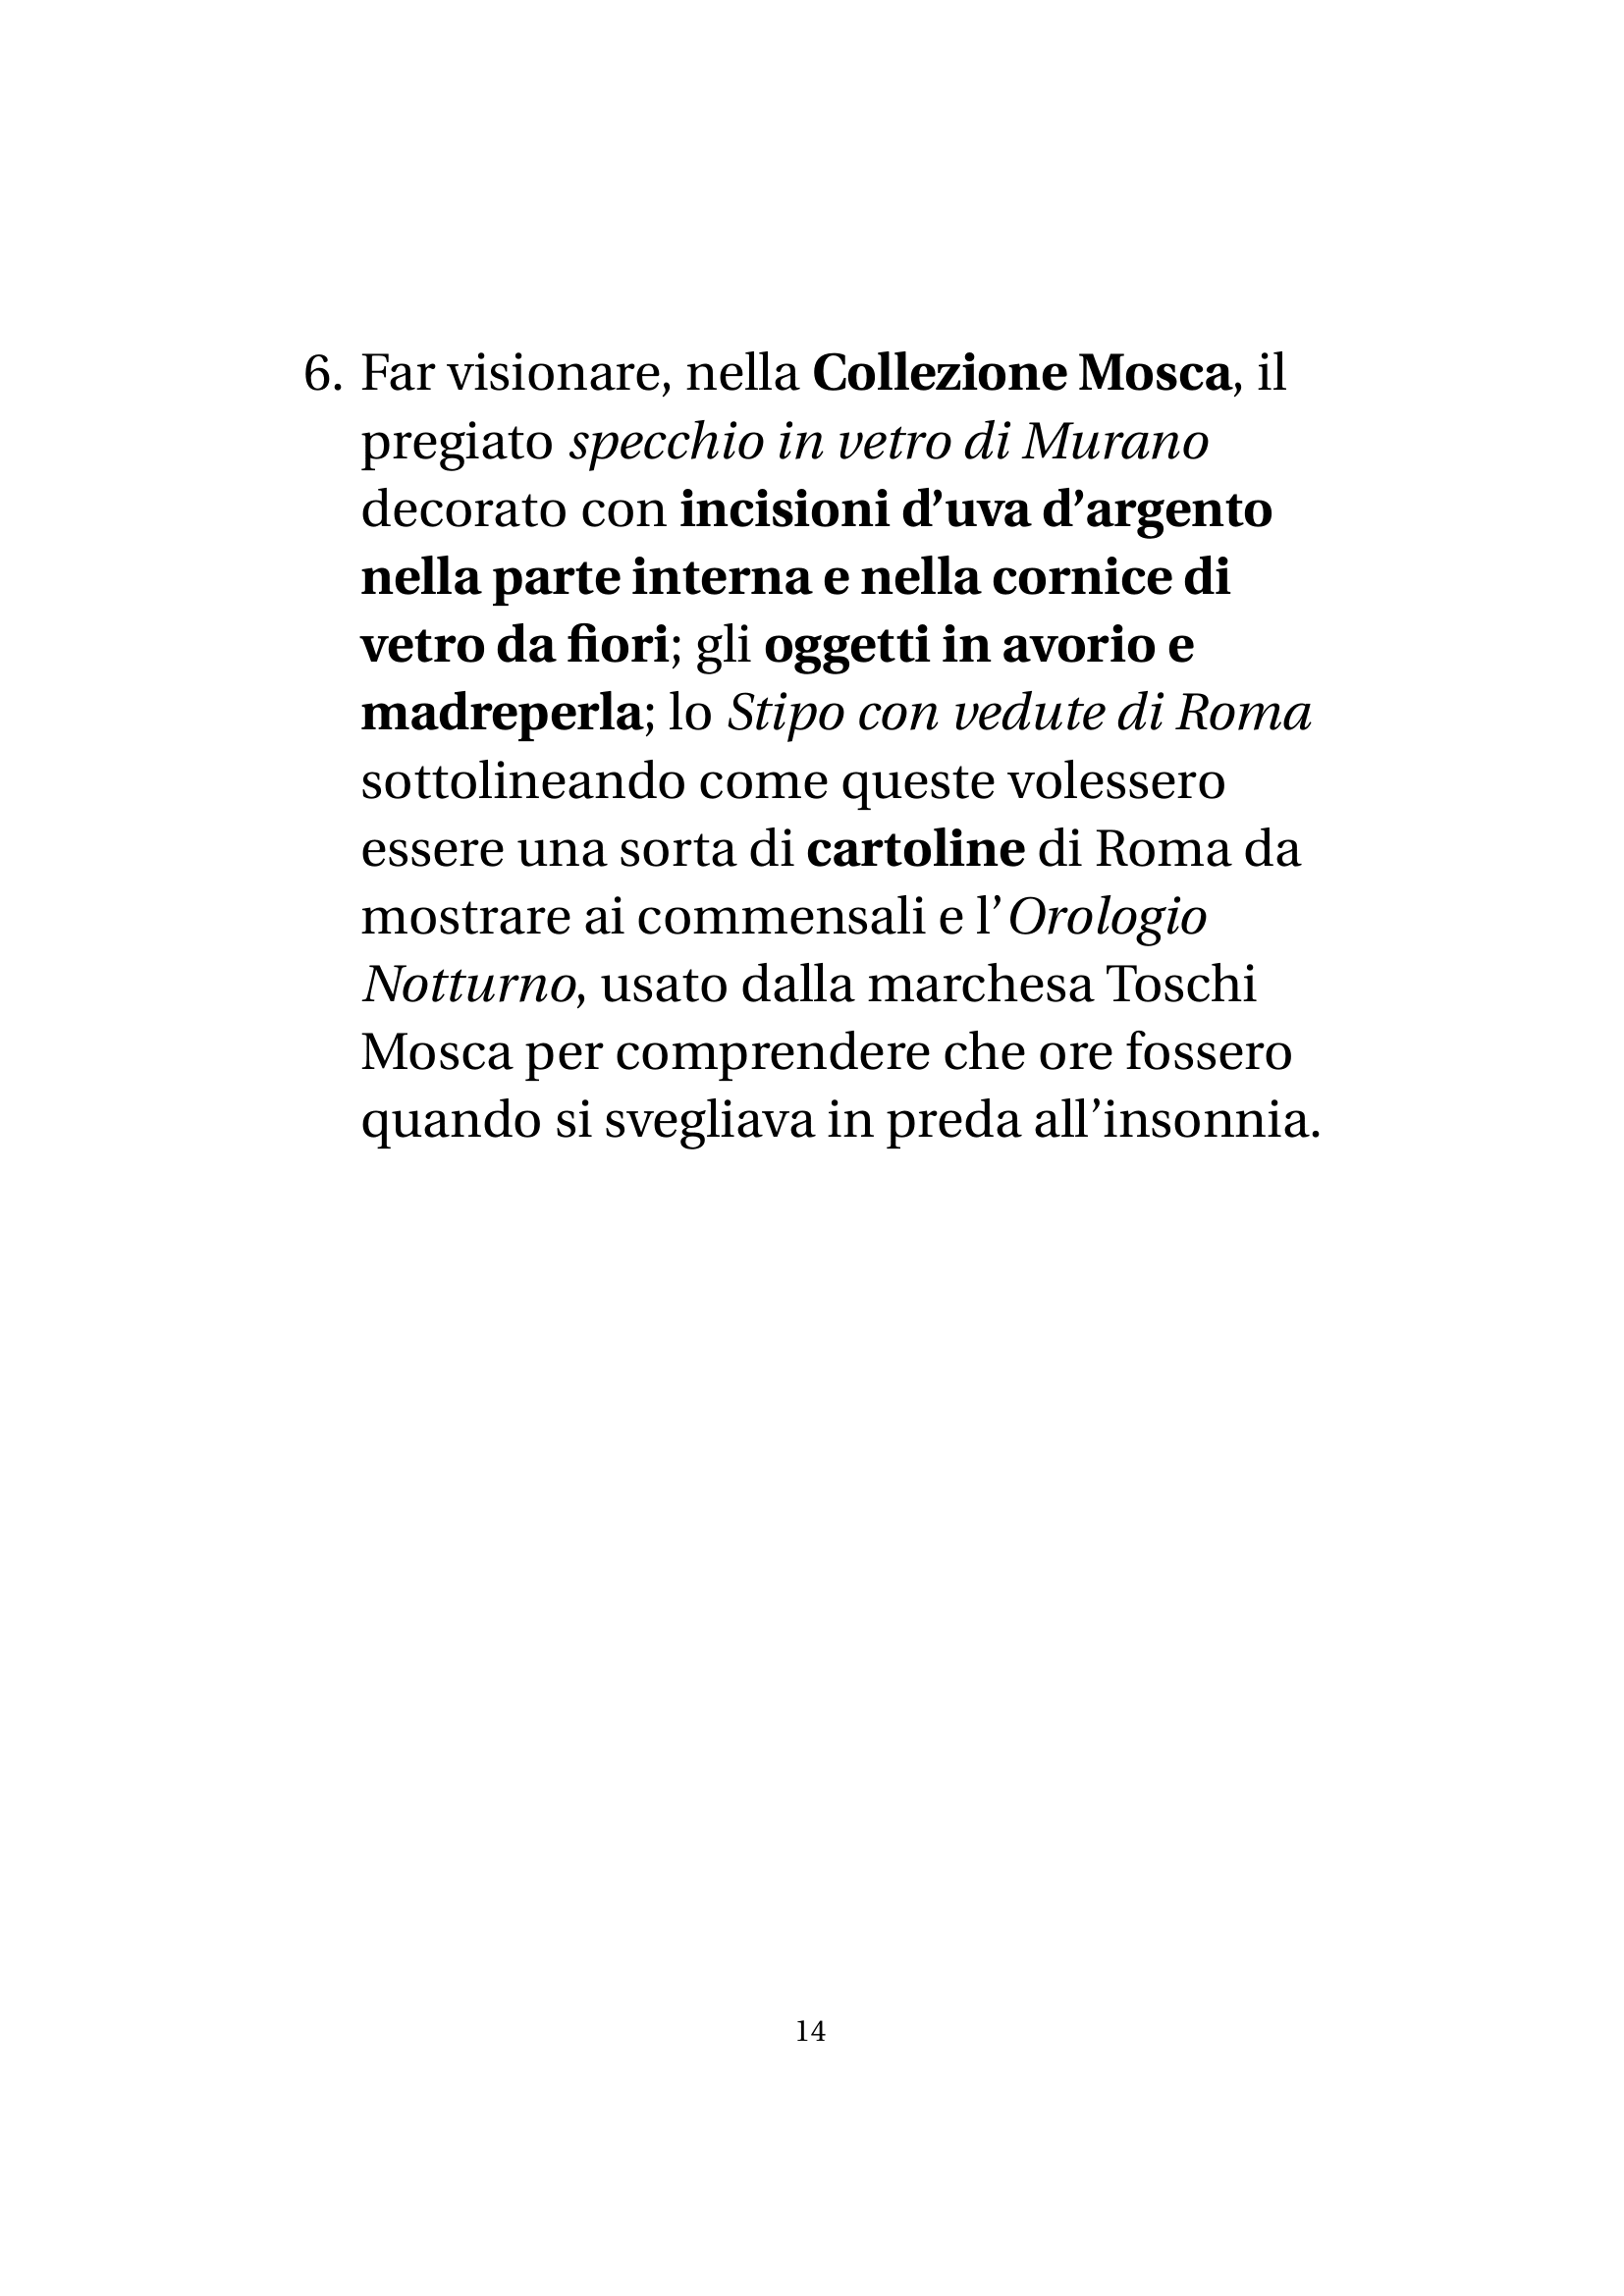 6. Far visionare, nella Collezione Mosca, il
pregiato specchio in vetro di Murano
decorato con incisioni d’uva d’argento
nella parte interna e nella cornice di
vetro da fiori; gli oggetti in avorio e
madreperla; lo Stipo con vedute di Roma
sottolineando come queste volessero
essere una sorta di cartoline di Roma da
mostrare ai commensali e l’Orologio
Notturno, usato dalla marchesa Toschi
Mosca per comprendere che ore fossero
quando si svegliava in preda all’insonnia.
14